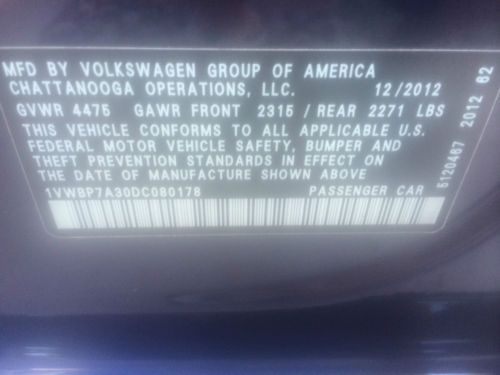 MFD BY VOLKSWAGEN GROUP OF AMERICA
CHATTANOOGA OPERATIONS, LLC. 12/2012
GVWR 4475 GAWR FRONT 2315 / REAR 2271 LBS
THIS VEHICLE CONFORMS TO ALL APPLICABLE
FEDERAL MOTOR VEHICLE SAFETY, BUMPER AND
THEFT PREVENTION STANDARDS IN EFFECT ON
THE DATE OF MANUFACTURE SHOWN ABOVE
1VWBP7A30DC080178 PASSENGER CAR
5120467 2012 62